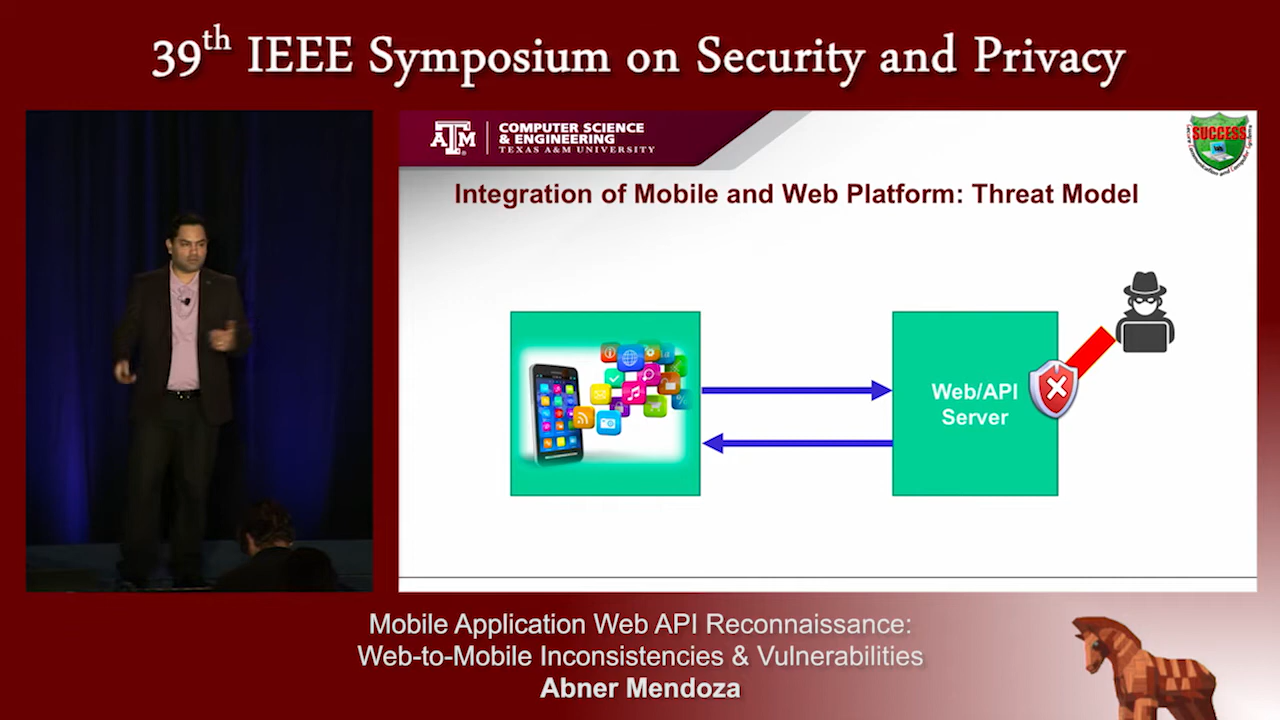 39th IEEE Symposium on Security and Privacy
ATM
COMPUTER SCIENCE
& ENGINEERING
TEXAS A&M UNIVERSITY
SUCCESS
Integration of Mobile and Web Platform: Threat Model
Web/API
Server
Mobile Application Web API Reconnaissance:
Web-to-Mobile Inconsistencies & Vulnerabilities
Abner Mendoza